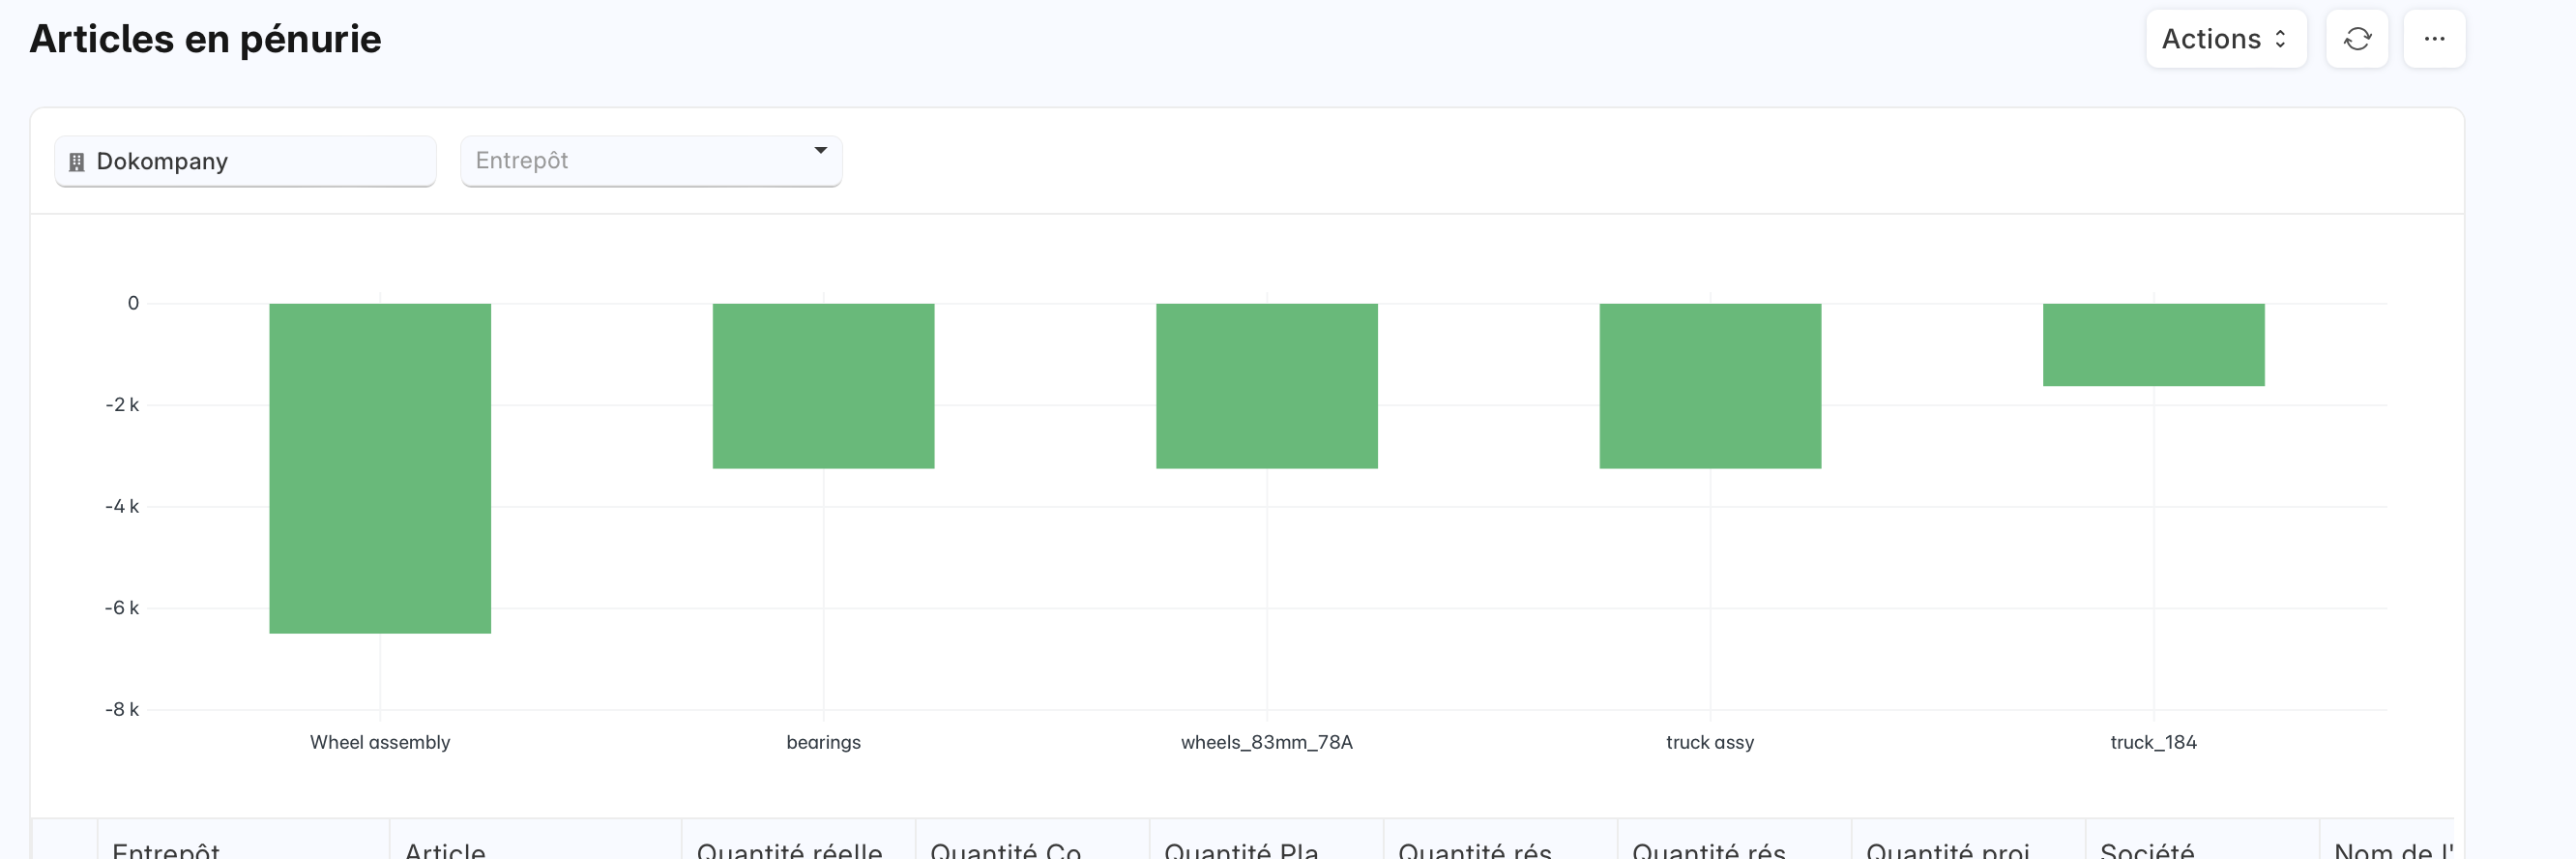 Articles en pénurie
Actions
Dokompany
Entrepôt
0
-2 k
-4 k
-6 k
-8 k
Wheel assembly bearings wheels_83mm_78A truck assy truck_184
Entrepôt Article Quantité réelle Quantité Co Quantité Pla Quantité rés Quantité rés Quantité proj Société Nom de l'